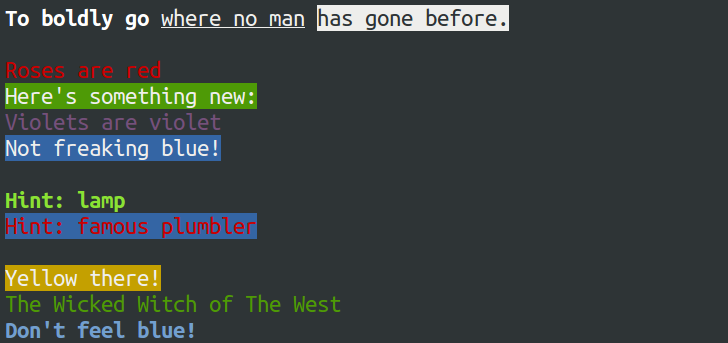 To boldly go where no man has gone before.
Roses are red
Here's something new:
Violets are violet
Not freaking blue!
Hint: lamp
Hint: famous plumbler
Yellow there!
The Wicked Witch of The West
Don't feel blue!